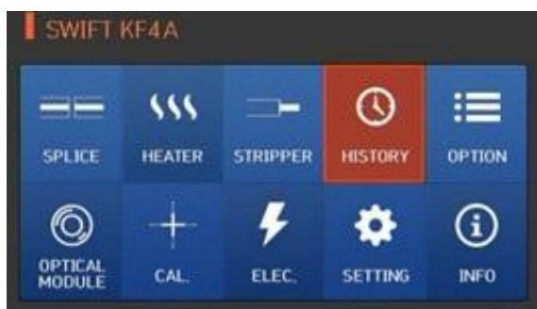 SWIFT KF4A
SPLICE HEATER STRIPPER HISTORY OPTION
OPTICAL
MODULE CAL. ELEC. SETTING INFO